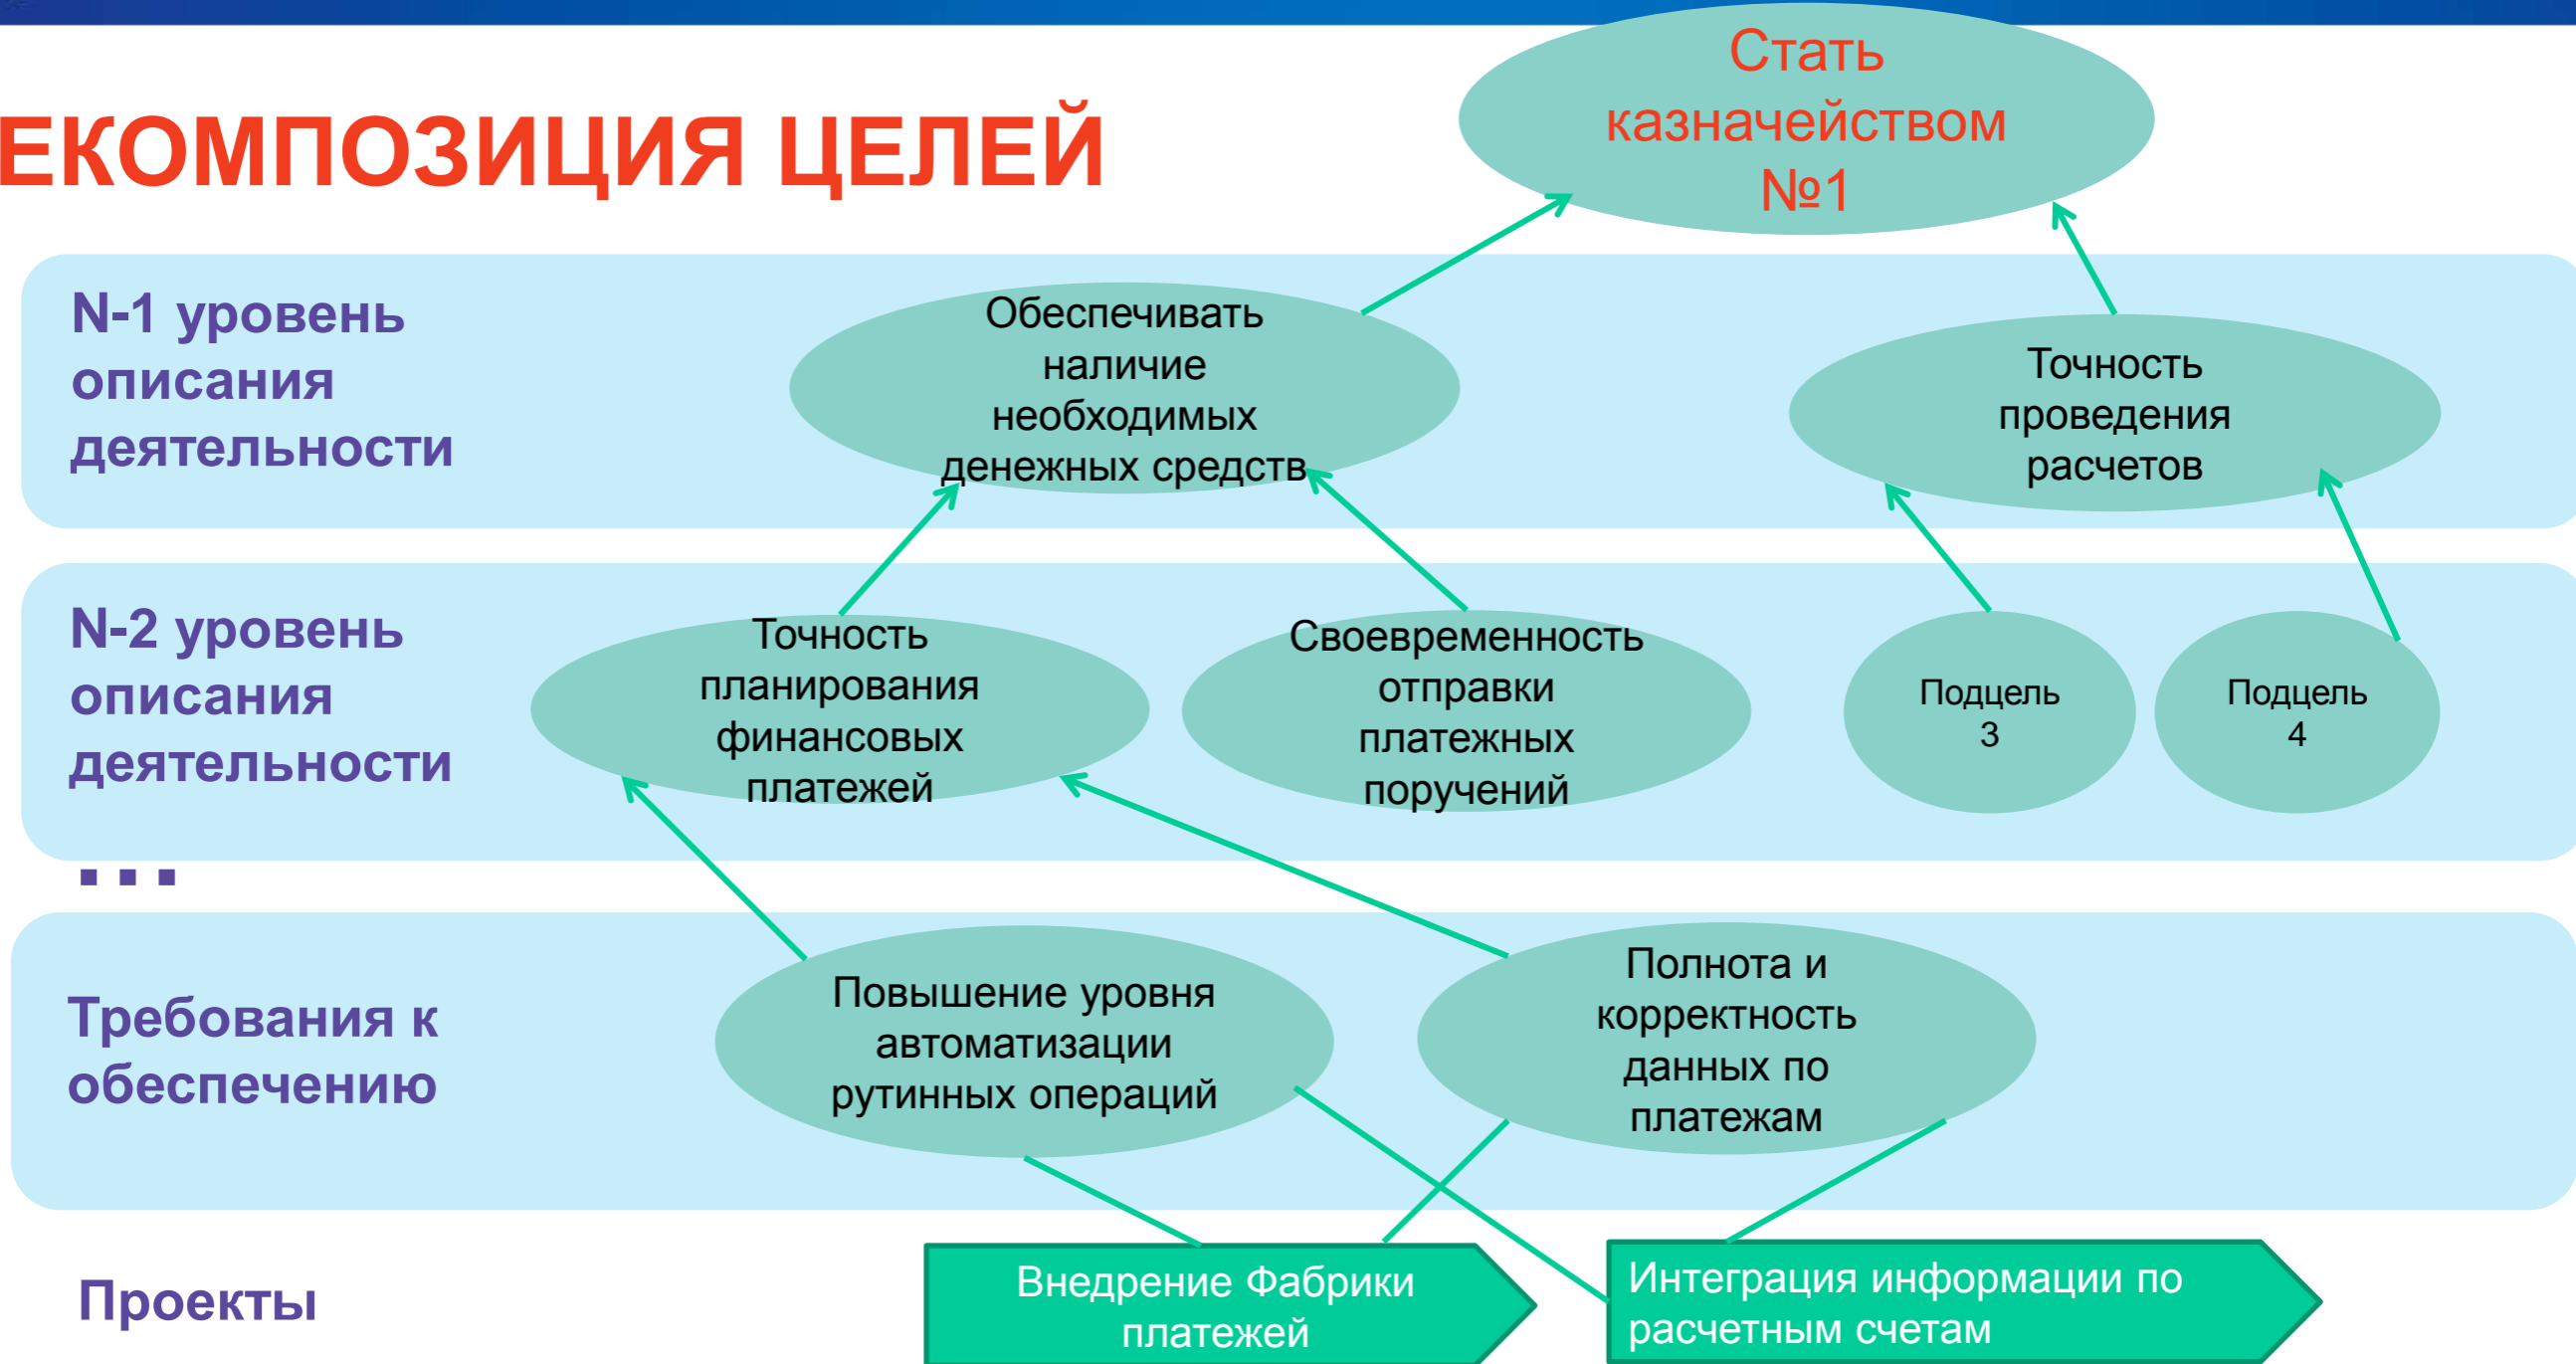 Стать
казначейством
№1
ЕКОМПОЗИЦИЯ ЦЕЛЕЙ
N-1 уровень
описания
деятельности
Обеспечивать
наличие
необходимых
денежных средств
Точность
проведения
расчетов
N-2 уровень
описания
деятельности
Точность
планирования
финансовых
платежей
Своевременность
отправки
платежных
поручений
Подцель
3
Подцель
4
...
Требования к
обеспечению
Повышение уровня
автоматизации
рутинных операций
Полнота и
корректность
данных по
платежам
Проекты
Внедрение Фабрики
платежей
Интеграция информации по
расчетным счетам